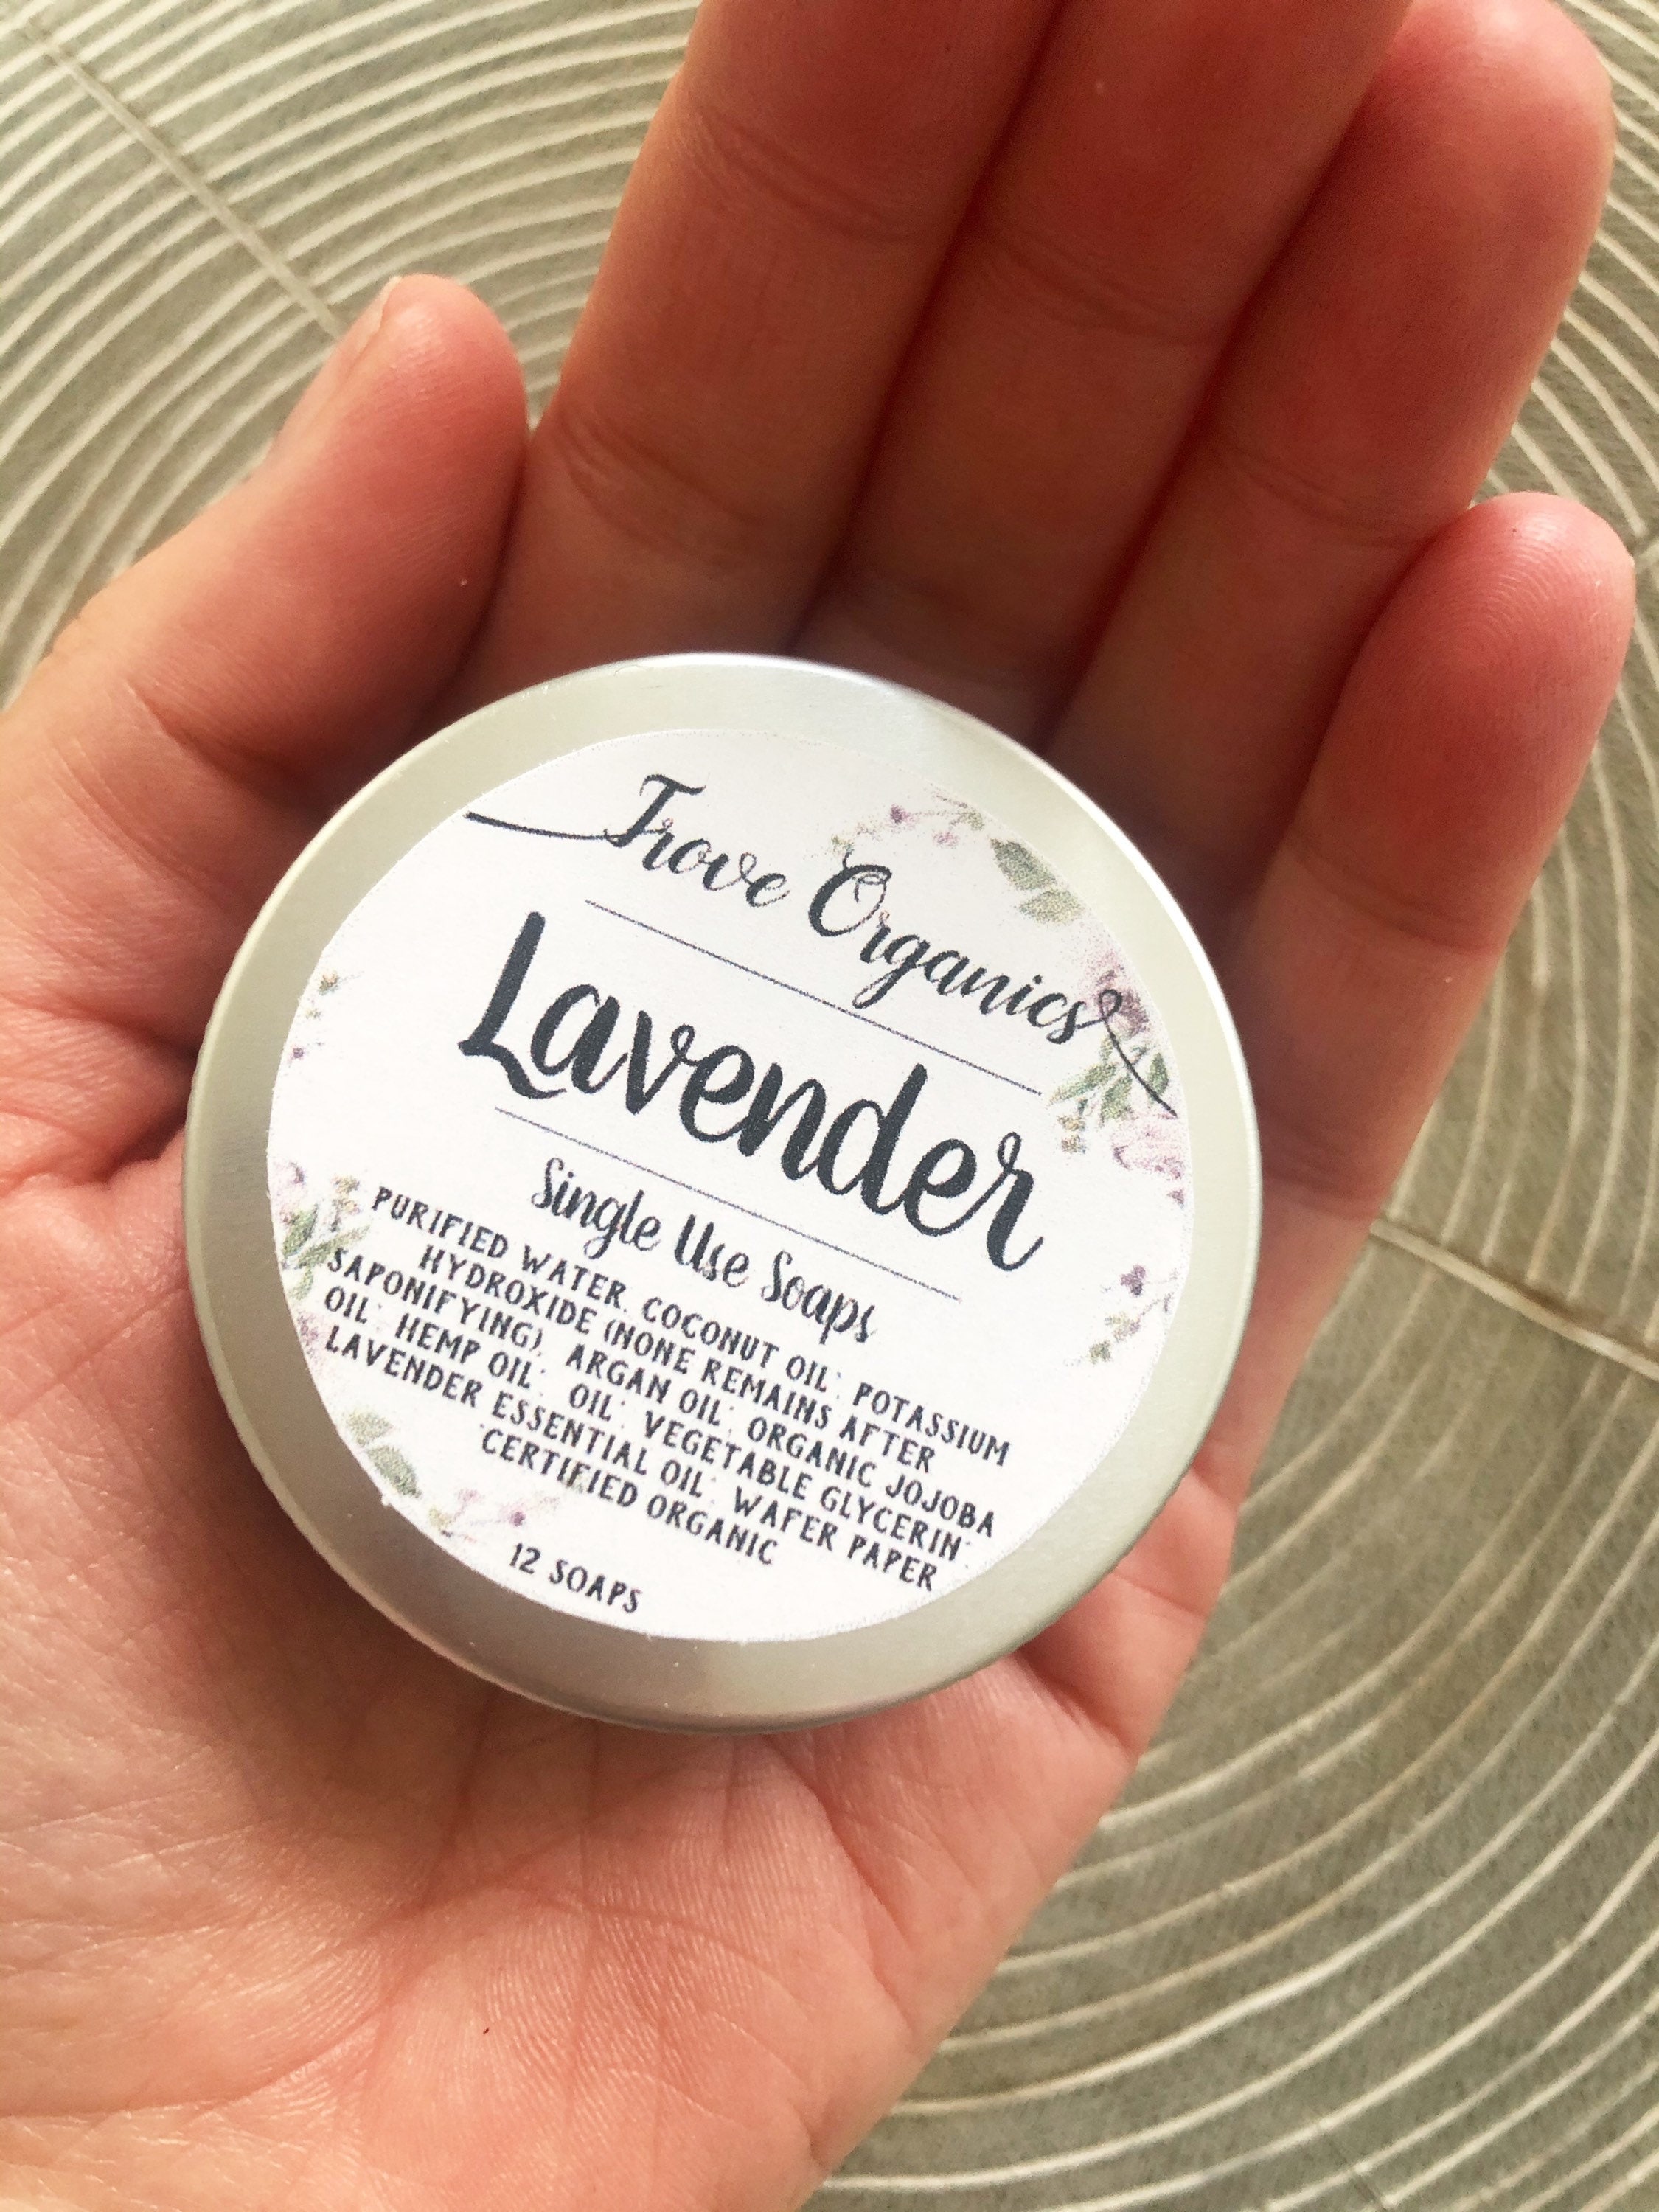 Trove Organics
Lavender
Single Use Soaps
PURIFIED WATER, COCONUT OIL; POTASSIUM
HYDROXIDE (NONE REMAINS AFTER
SAPONIFYING), ARGAN OIL; ORGANIC JOJOBA
OIL; HEMP OIL; OIL; VEGETABLE GLYCERIN;
LAVENDER ESSENTIAL OIL; WAFER PAPER
*CERTIFIED ORGANIC
12 SOAPS